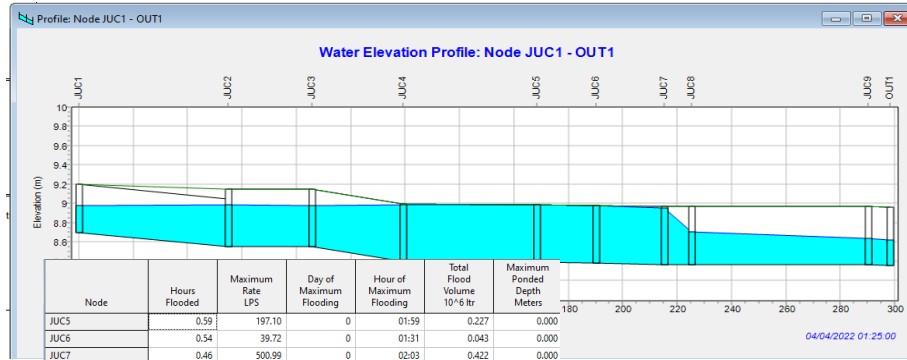 Profile: Node JUC1 - OUT1
Water Elevation Profile: Node JUC1 - OUT1
JUC1 JUC2 JUC3 JUC4 JUC5 JUC6 JUC7 JUC8 JUC9 OUT1
10
9.8
9.6
9.4
9.2
9
8.8
8.6
Elevation (m)
180 200 220 240 260 280 300
Node Hours Flooded Maximum Rate LPS Day of Maximum Flooding Hour of Maximum Flooding Total Flood Volume 10^6 ltr Maximum Ponded Depth Meters
JUC5 0.59 197.10 0 01:59 0.227 0.000
JUC6 0.54 39.72 0 01:31 0.043 0.000
JUC7 0.46 500.99 0 02:03 0.422 0.000
04/04/2022 01:25:00